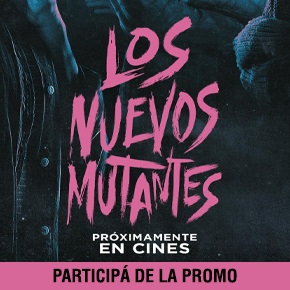 LOS
NUEVOS
MUTANTES
PRÓXIMAMENTE
EN CINES
PARTICIPÁ DE LA PROMO